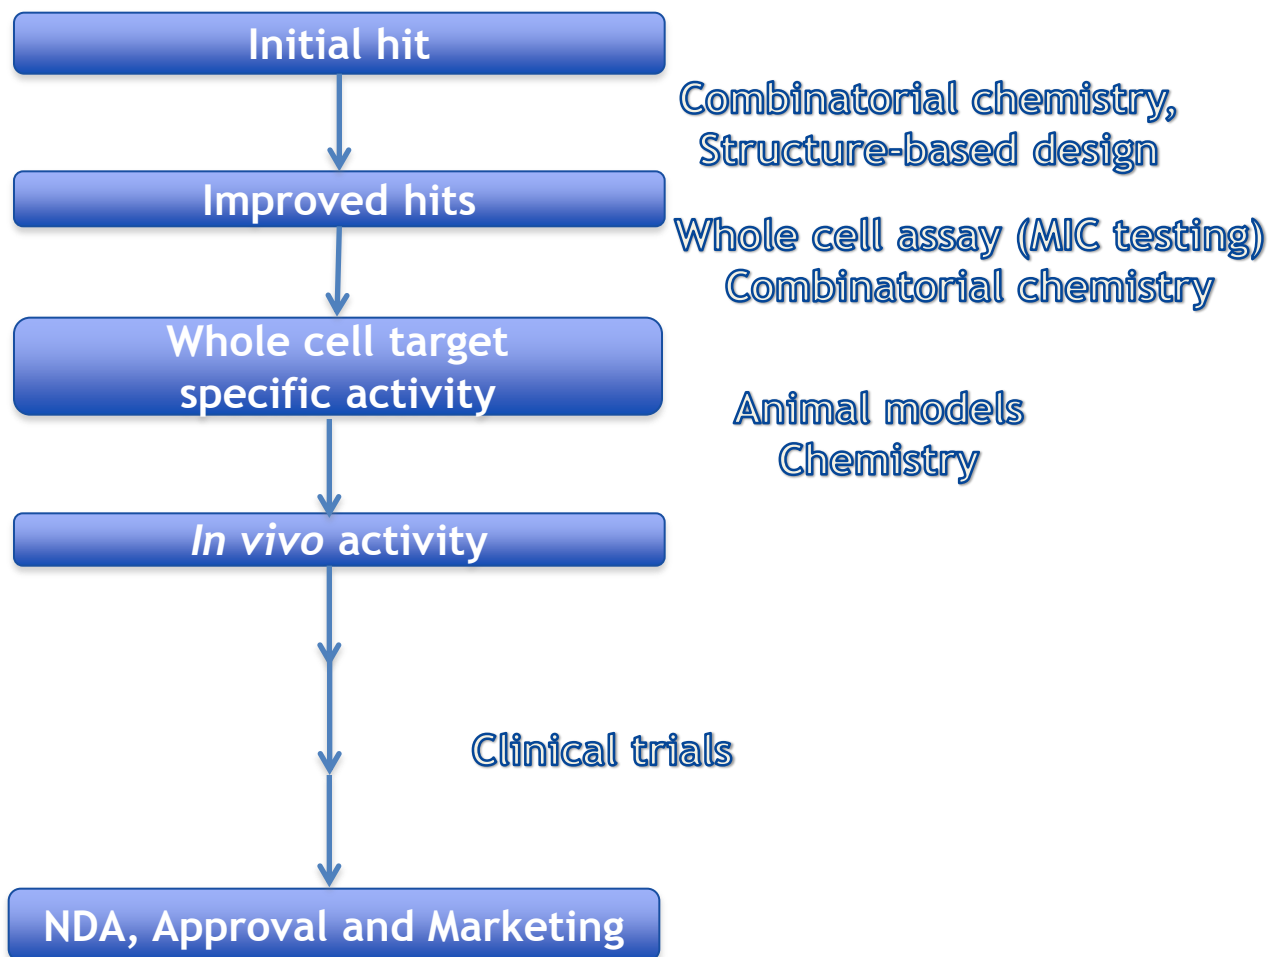 Initial hit
Combinatorial chemistry,
Structure-based design
Improved hits
Whole cell assay (MIC testing)
Combinatorial chemistry
Whole cell target
specific activity
Animal models
Chemistry
In vivo activity
Clinical trials
NDA, Approval and Marketing